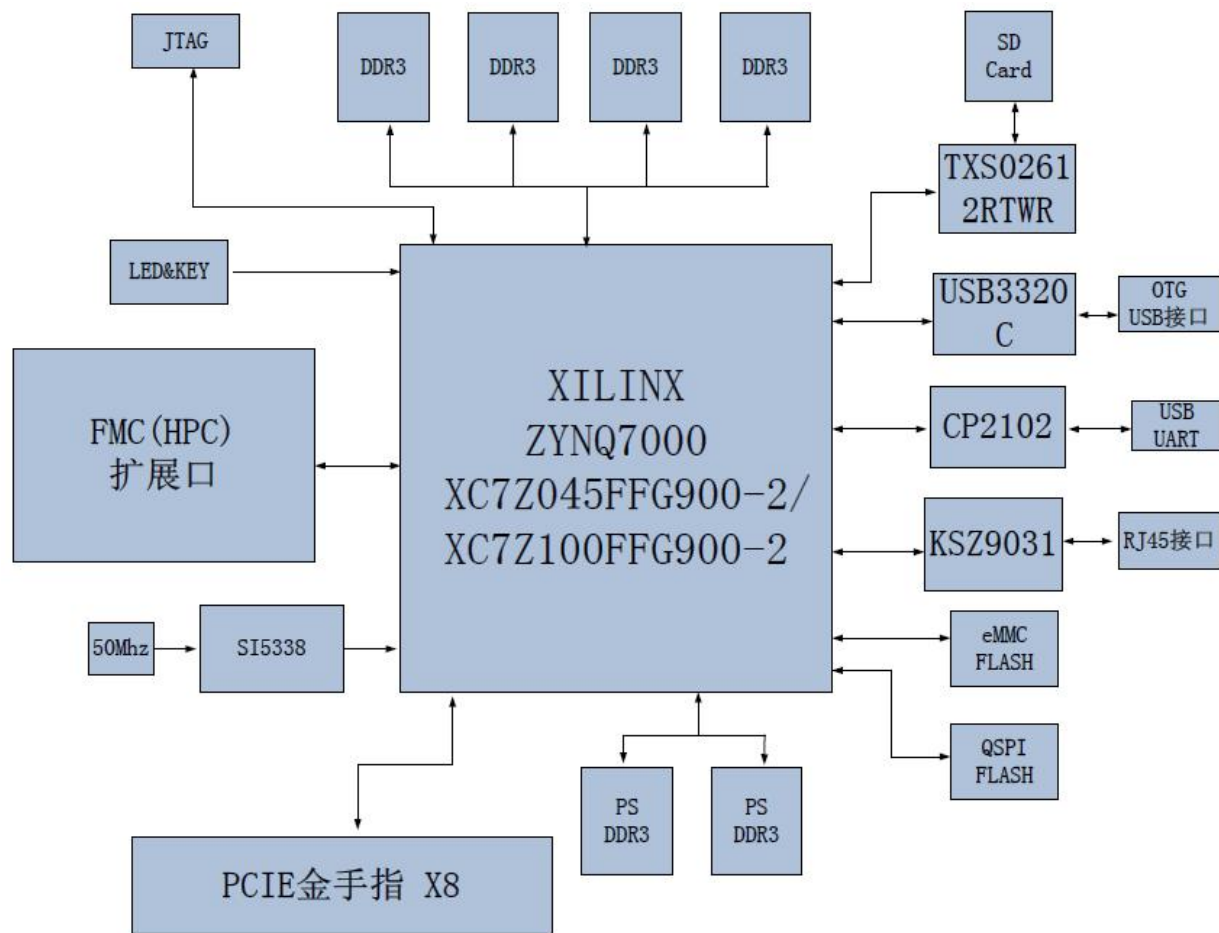 JTAG
DDR3
DDR3
DDR3
DDR3
SD
Card
TXS0261
2RTWR
LED&KEY
USB3320
C
OTG
USB接口
FMC(HPC)
扩展口
XILINX
ZYNQ7000
XC7Z045FFG900-2/
XC7Z100FFG900-2
CP2102
USB
UART
KSZ9031
RJ45接口
50Mhz
SI5338
eMMC
FLASH
QSPI
FLASH
PS
DDR3
PS
DDR3
PCIE金手指 X8